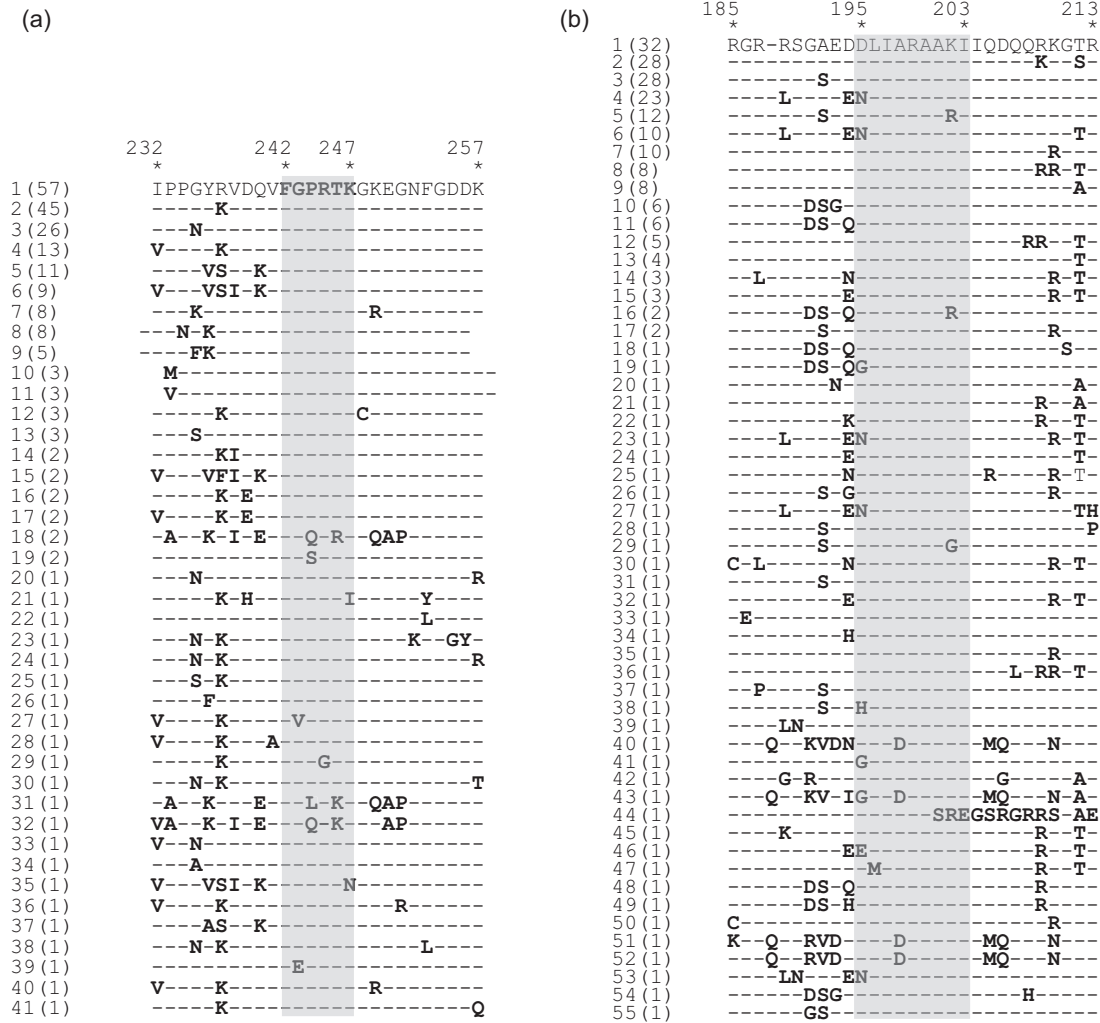 (a)
232 242 247 257
* * * *
1(57) IPPGYRVDQVFGPRTKGKEGNFGDDK
2(45) -----K--------------------
3(26) ---N----------------------
4(13) V----K--------------------
5(11) ----VS--K-----------------
6(9) V---VSI-K-----------------
7(8) ---K-------------R--------
8(8) ---N-K--------------------
9(5) ----FK--------------------
10(3) -M-------------------------
11(3) -V-------------------------
12(3) -----K----------C---------
13(3) ---S----------------------
14(2) -----KI-------------------
15(2) V---VFI-K-----------------
16(2) -----K-E------------------
17(2) V----K-E------------------
18(2) -A--K-I-E---Q-R--QAP------
19(2) ------------S-------------
20(1) ---N---------------------R
21(1) -----K-H-------I-----Y----
22(1) ---------------------L----
23(1) ---N-K--------------K--GY-
24(1) ---N-K-------------------R
25(1) ---S-K--------------------
26(1) ----F---------------------
27(1) V----K-----V--------------
28(1) V----K---A----------------
29(1) -----K-------G------------
30(1) ---N-K-------------------T
31(1) -A--K---E---L-K--QAP------
32(1) VA--K-I-E---Q-K---AP------
33(1) V--N----------------------
34(1) ---A----------------------
35(1) V---VSI-K------N----------
36(1) V----K-------------R------
37(1) ----AS--K-----------------
38(1) ---N-K---------------L----
39(1) -----------E--------------
40(1) V----K-----------R--------
41(1) -----K-------------------Q
(b)
185 195 203 213
* * * *
1(32) RGR-RSGAEDDLIARAAKIIQDQQRKGTR
2(28) ------------------------K--S-
3(28) -------S---------------------
4(23) ----L----EN------------------
5(12) -------S---------R-----------
6(10) ----L----EN----------------T-
7(10) -------------------------R---
8(8) ------------------------RR-T-
9(8) ---------------------------A-
10(6) ------DSG--------------------
11(6) ------DS-Q-------------------
12(5) -----------------------RR--T-
13(4) ---------------------------T-
14(3) --L------N---------------R-T-
15(3) ---------E---------------R-T-
16(2) ------DS-Q-------R-----------
17(2) -------S-----------------R---
18(1) ------DS-Q----------------S--
19(1) ------DS-QG------------------
20(1) --------N------------------A-
21(1) ------------------------R--A-
22(1) ---------K--------------R--T-
23(1) ----L----EN--------------R-T-
24(1) ---------E-----------------T-
25(1) ---------N----------R----R-T-
26(1) -------S-G---------------R---
27(1) ----L----EN----------------TH
28(1) -------S--------------------P
29(1) -------S---------G-----------
30(1) C-L------N---------------R-T-
31(1) -------S---------------------
32(1) ---------E---------------R-T-
33(1) -E---------------------------
34(1) ---------H-------------------
35(1) -------------------------R---
36(1) ----------------------L-RR-T-
37(1) --P----S---------------------
38(1) -------S--H------------------
39(1) ----LN-----------------------
40(1) ---Q--KVDN---D------MQ---N---
41(1) ----------G------------------
42(1) ----G-R--------------G-----A-
43(1) ---Q--KV-IG--D------MQ---N-A-
44(1) ----------------SREGSRGRRS-AE
45(1) ----K-------------------R--T-
46(1) ---------EE-------------R--T-
47(1) -----------M------------R--T-
48(1) ------DS-Q--------------R----
49(1) ------DS-H--------------R----
50(1) C------------------------R---
51(1) K--Q--RVD----D------MQ---N---
52(1) ---Q--RVD----D------MQ---N---
53(1) ----LN---EN------------------
54(1) ------DSG--------------H-----
55(1) ------GS---------------------